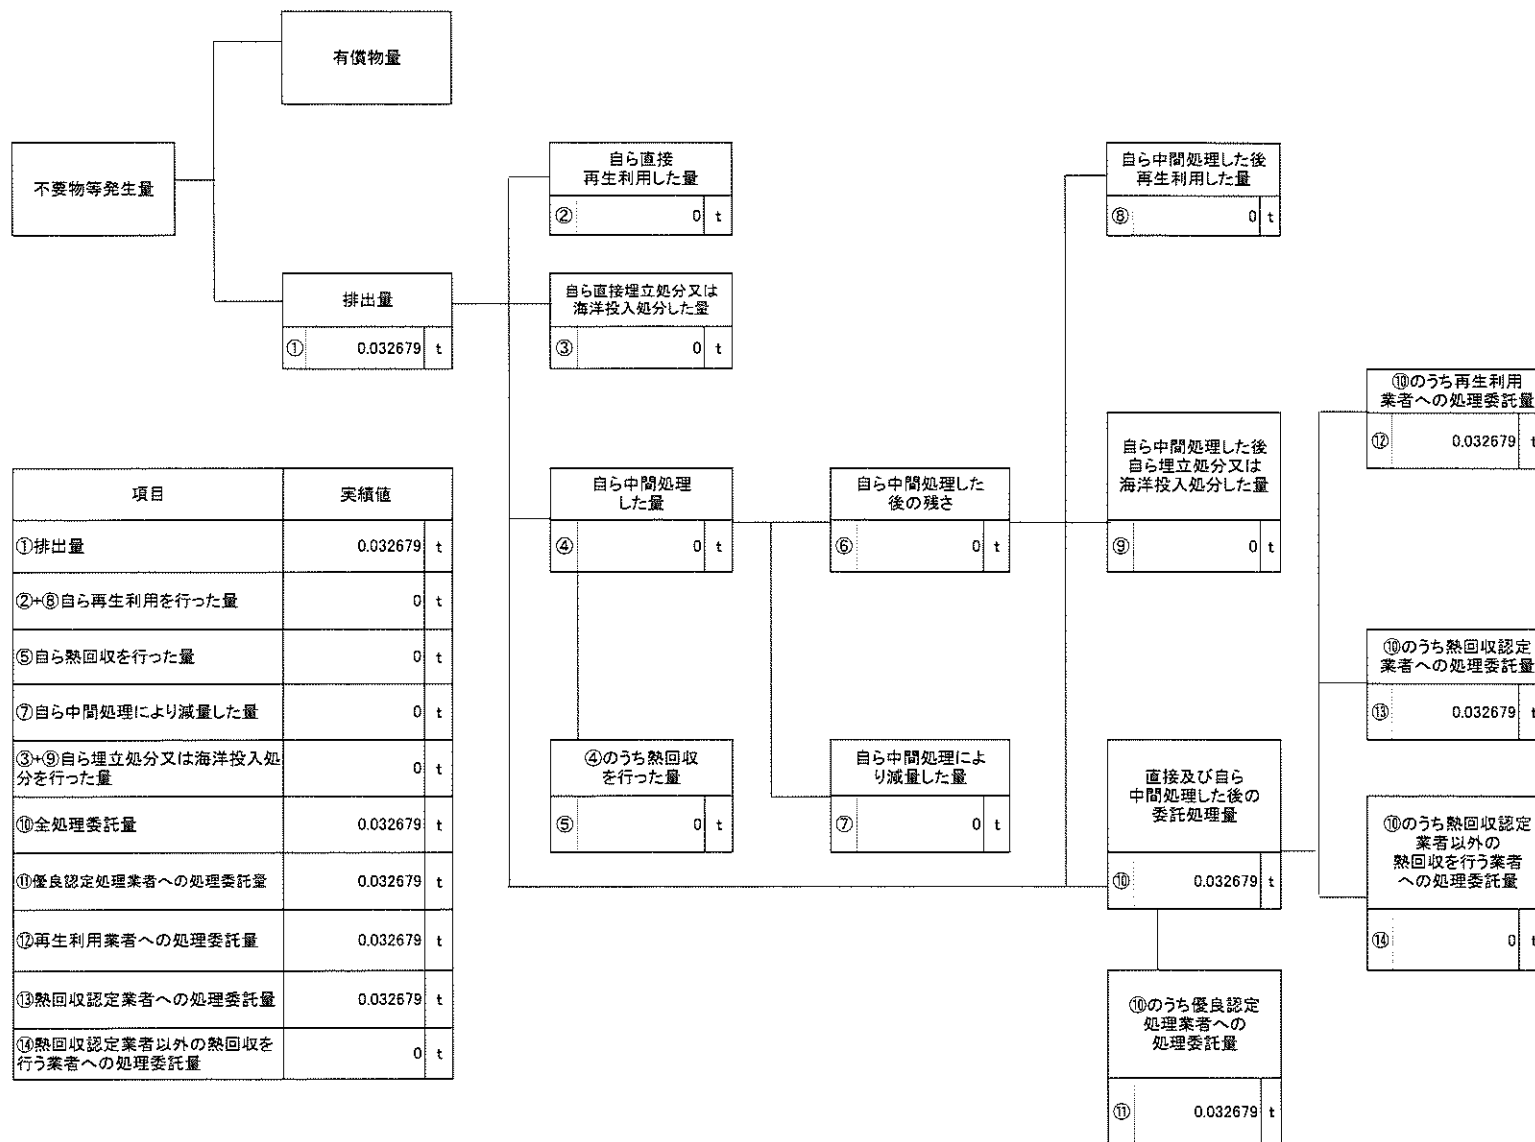 有償物量
不要物等発生量
排出量
① 0.032679 t
自ら直接
再生利用した量
② 0 t
自ら直接埋立処分又は
海洋投入処分した量
③ 0 t
自ら中間処理
した量
④ 0 t
④のうち熱回収
を行った量
⑤ 0 t
自ら中間処理した
後の残さ
⑥ 0 t
自ら中間処理によ
り減量した量
⑦ 0 t
自ら中間処理した後
再生利用した量
⑧ 0 t
自ら中間処理した後
自ら埋立処分又は
海洋投入処分した量
⑨ 0 t
直接及び自ら
中間処理した後の
委託処理量
⑩ 0.032679 t
⑩のうち優良認定
処理業者への
処理委託量
⑪ 0.032679 t
⑩のうち再生利用
業者への処理委託量
⑫ 0.032679 t
⑩のうち熱回収認定
業者への処理委託量
⑬ 0.032679 t
⑩のうち熱回収認定
業者以外の
熱回収を行う業者
への処理委託量
⑭ 0 t
項目 実績値
①排出量 0.032679 t
②+⑧自ら再生利用を行った量 0 t
⑤自ら熱回収を行った量 0 t
⑦自ら中間処理により減量した量 0 t
③+⑨自ら埋立処分又は海洋投入処
分を行った量 0 t
⑩全処理委託量 0.032679 t
⑪優良認定処理業者への処理委託量 0.032679 t
⑫再生利用業者への処理委託量 0.032679 t
⑬熱回収認定業者への処理委託量 0.032679 t
⑭熱回収認定業者以外の熱回収を
行う業者への処理委託量 0 t